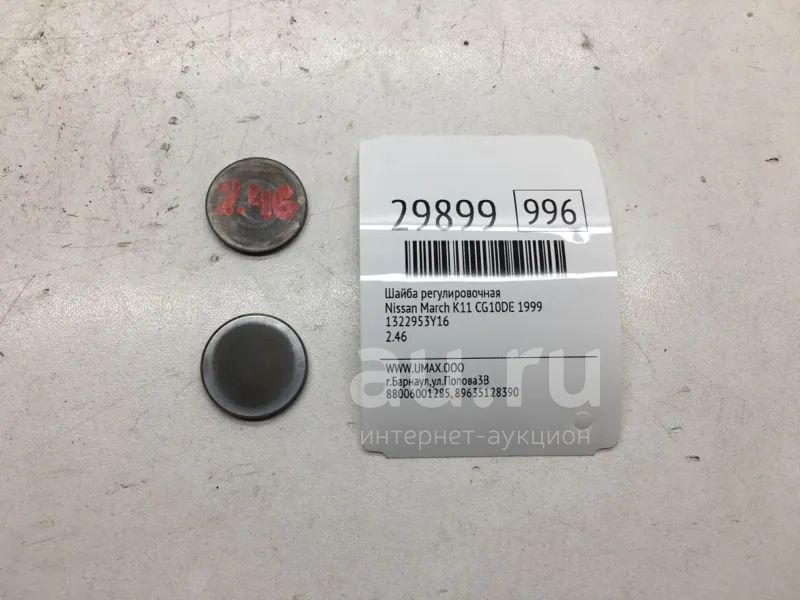 2.46
29899 996
Шайба регулировочная
Nissan March K11 CG10DE 1999
1322953Y16
2.46
WWW.UMAX.OOO
г.Барнаул,ул.Попова3В
88006001285, 89635128390
au.ru
интернет-аукцион